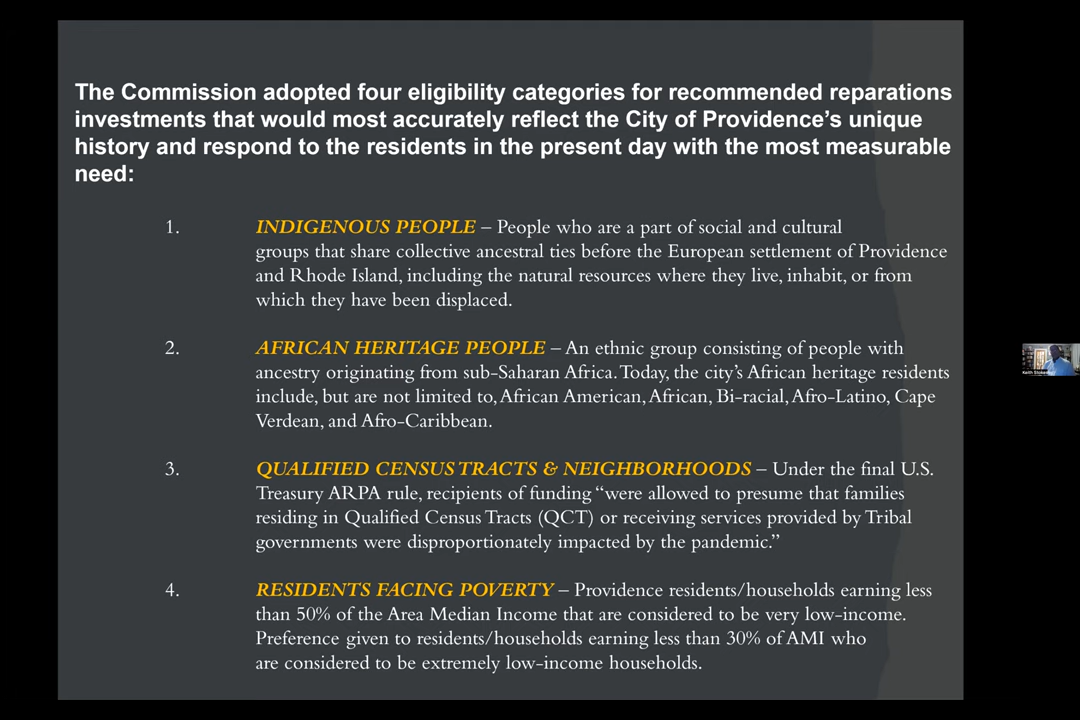 The Commission adopted four eligibility categories for recommended reparations
investments that would most accurately reflect the City of Providence's unique
history and respond to the residents in the present day with the most measurable
need:
1. INDIGENOUS PEOPLE – People who are a part of social and cultural
groups that share collective ancestral ties before the European settlement of Providence
and Rhode Island, including the natural resources where they live, inhabit, or from
which they have been displaced.
2. AFRICAN HERITAGE PEOPLE – An ethnic group consisting of people with
ancestry originating from sub-Saharan Africa. Today, the city's African heritage residents
include, but are not limited to, African American, African, Bi-racial, Afro-Latino, Cape
Verdean, and Afro-Caribbean.
3. QUALIFIED CENSUS TRACTS & NEIGHBORHOODS – Under the final U.S.
Treasury ARPA rule, recipients of funding “were allowed to presume that families
residing in Qualified Census Tracts (QCT) or receiving services provided by Tribal
governments were disproportionately impacted by the pandemic.”
4. RESIDENTS FACING POVERTY – Providence residents/households earning less
than 50% of the Area Median Income that are considered to be very low-income.
Preference given to residents/households earning less than 30% of AMI who
are considered to be extremely low-income households.
Keith